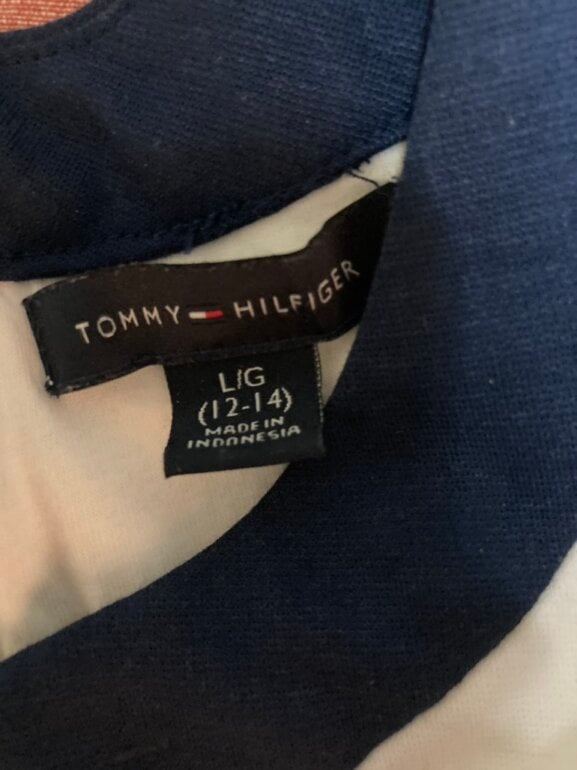 TOMMY HILFIGER
L/G
(12-14)
MADE IN
INDONESIA